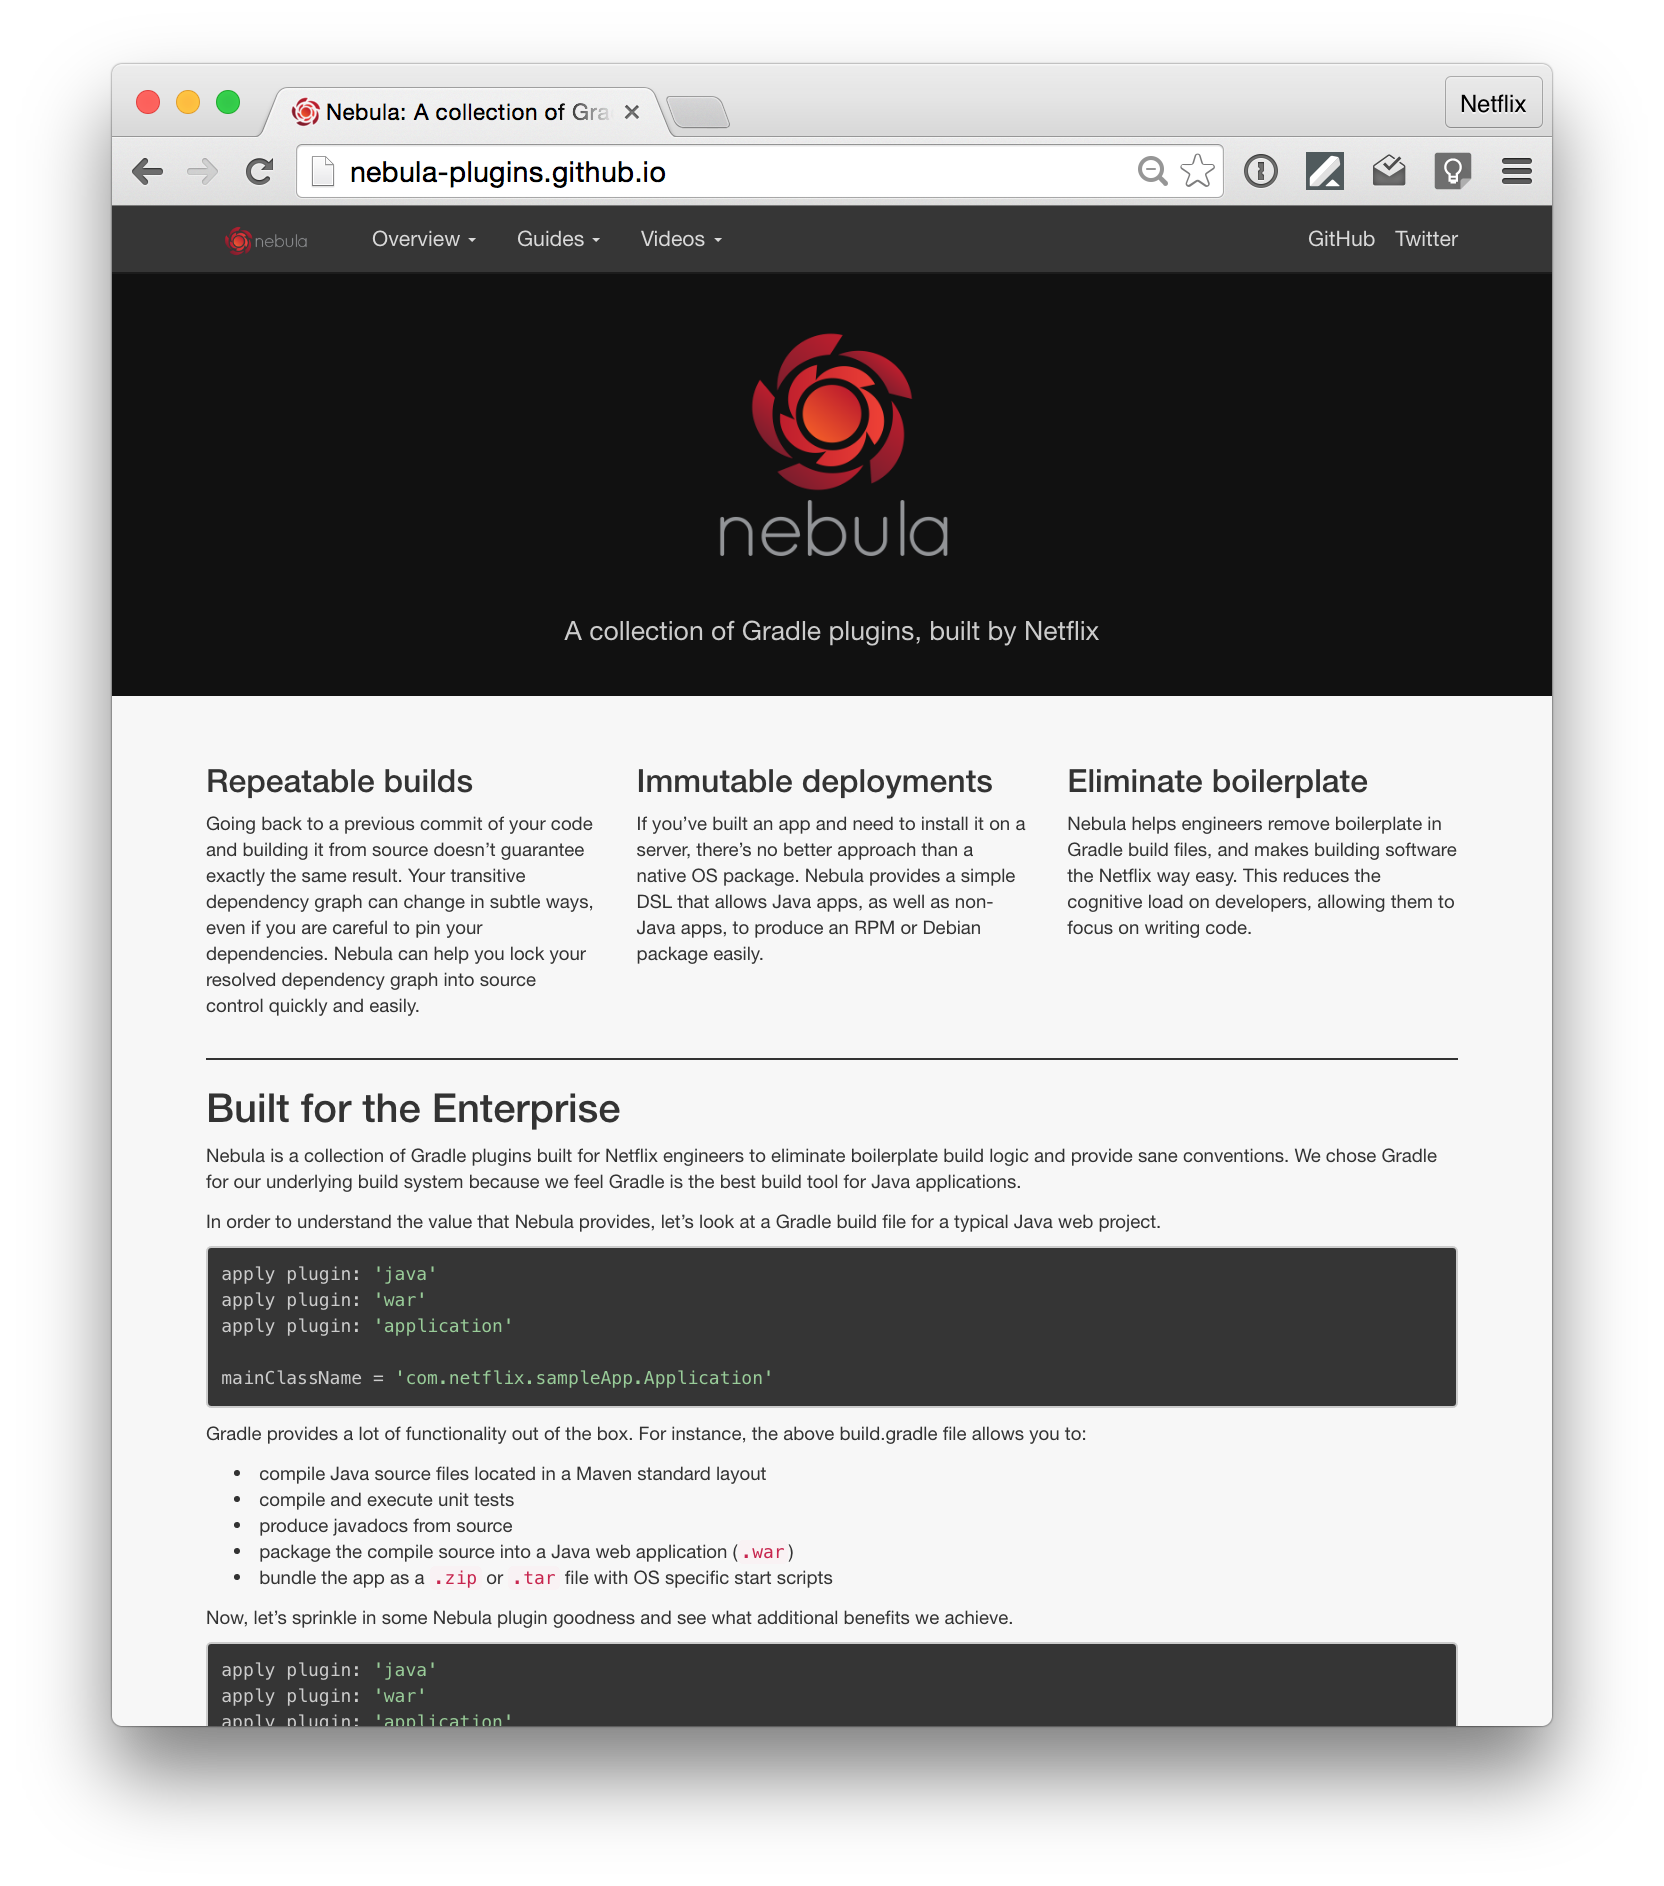 Nebula: A collection of Gra
Netflix
nebula-plugins.github.io
nebula
Overview
Guides
Videos
GitHub
Twitter
nebula
A collection of Gradle plugins, built by Netflix
Repeatable builds
Going back to a previous commit of your code
and building it from source doesn’t guarantee
exactly the same result. Your transitive
dependency graph can change in subtle ways,
even if you are careful to pin your
dependencies. Nebula can help you lock your
resolved dependency graph into source
control quickly and easily.
Immutable deployments
If you’ve built an app and need to install it on a
server, there’s no better approach than a
native OS package. Nebula provides a simple
DSL that allows Java apps, as well as non-
Java apps, to produce an RPM or Debian
package easily.
Eliminate boilerplate
Nebula helps engineers remove boilerplate in
Gradle build files, and makes building software
the Netflix way easy. This reduces the
cognitive load on developers, allowing them to
focus on writing code.
Built for the Enterprise
Nebula is a collection of Gradle plugins built for Netflix engineers to eliminate boilerplate build logic and provide sane conventions. We chose Gradle
for our underlying build system because we feel Gradle is the best build tool for Java applications.
In order to understand the value that Nebula provides, let’s look at a Gradle build file for a typical Java web project.
apply plugin: 'java'
apply plugin: 'war'
apply plugin: 'application'
mainClassName = 'com.netflix.sampleApp.Application'
Gradle provides a lot of functionality out of the box. For instance, the above build.gradle file allows you to:
• compile Java source files located in a Maven standard layout
• compile and execute unit tests
• produce javadocs from source
• package the compile source into a Java web application (.war)
• bundle the app as a .zip or .tar file with OS specific start scripts
Now, let’s sprinkle in some Nebula plugin goodness and see what additional benefits we achieve.
apply plugin: 'java'
apply plugin: 'war'
apply plugin: 'application'